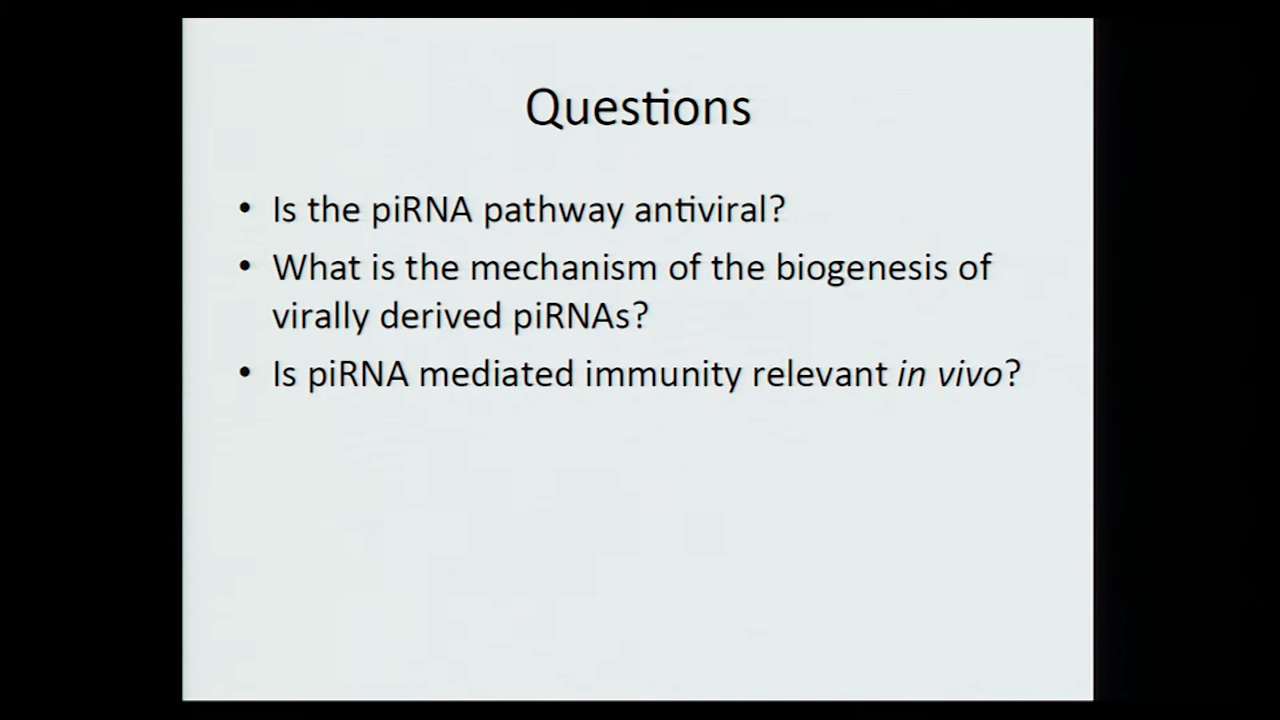 Questions
• Is the piRNA pathway antiviral?
• What is the mechanism of the biogenesis of
virally derived piRNAs?
• Is piRNA mediated immunity relevant in vivo?